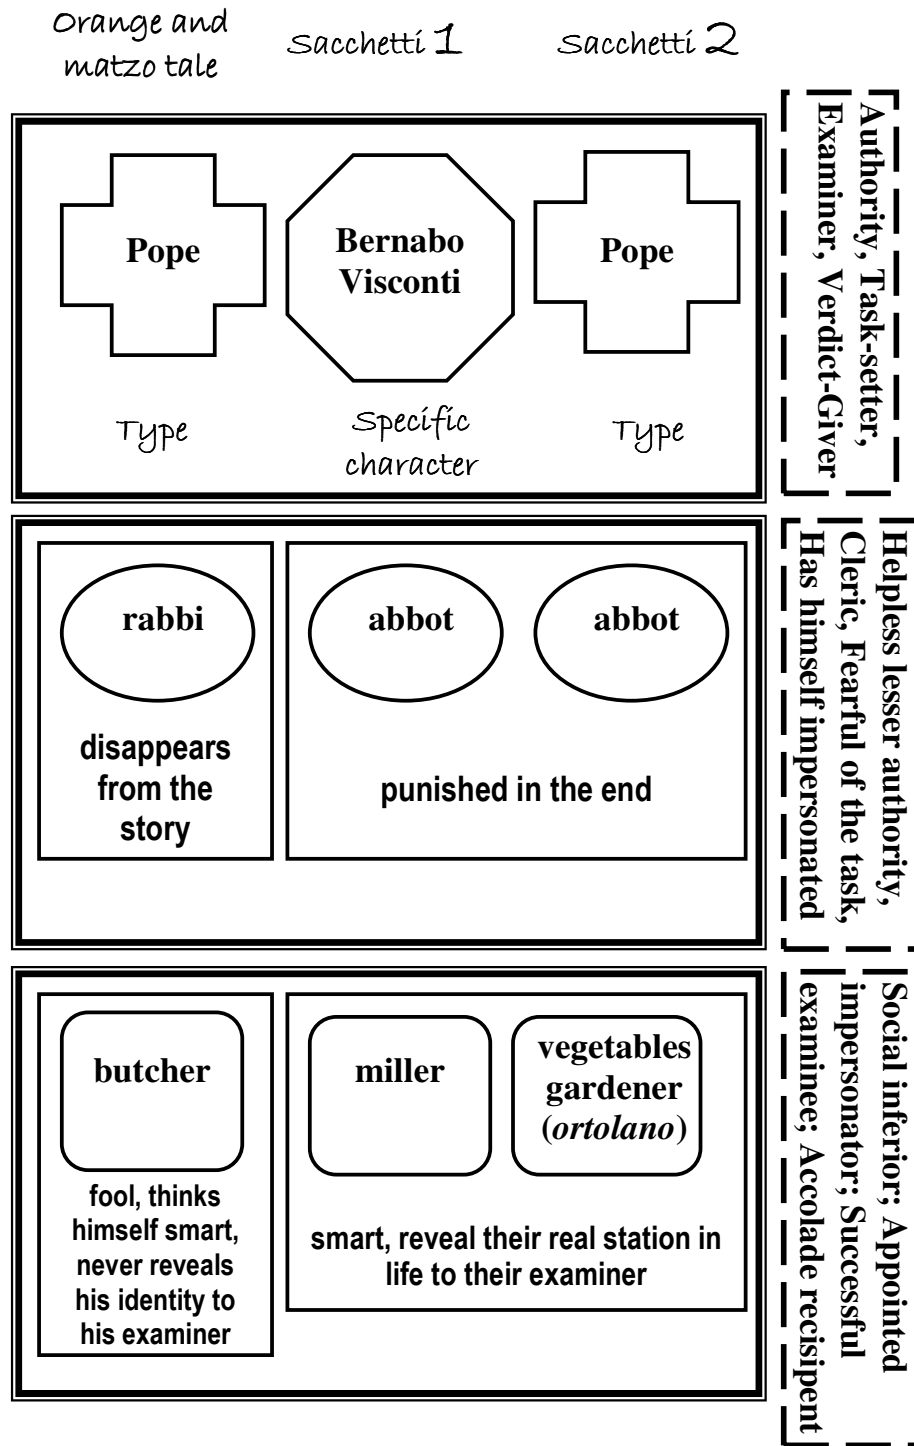 Orange and
matzo tale
Sacchetti 1
Sacchetti 2
Pope
Bernabo
Visconti
Pope
Type
Specific
character
Type
Authority, Task-setter,
Examiner, Verdict-Giver
rabbi
abbot
abbot
disappears
from the
story
punished in the end
Helpless lesser authority,
Cleric, Fearful of the task,
Has himself impersonated
butcher
miller
vegetables
gardener
(ortolano)
fool, thinks
himself smart,
never reveals
his identity to
his examiner
smart, reveal their real station in
life to their examiner
Social inferior; Appointed
impersonator; Successful
examinee; Accolade recisipent